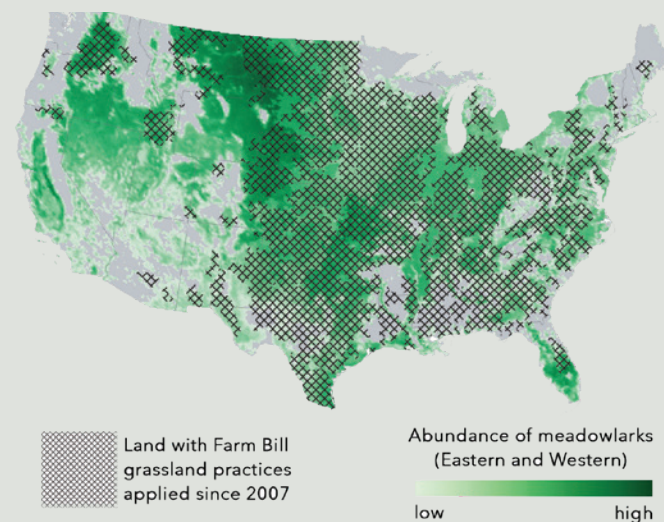 Land with Farm Bill
grassland practices
applied since 2007
Abundance of meadowlarks
(Eastern and Western)
low high